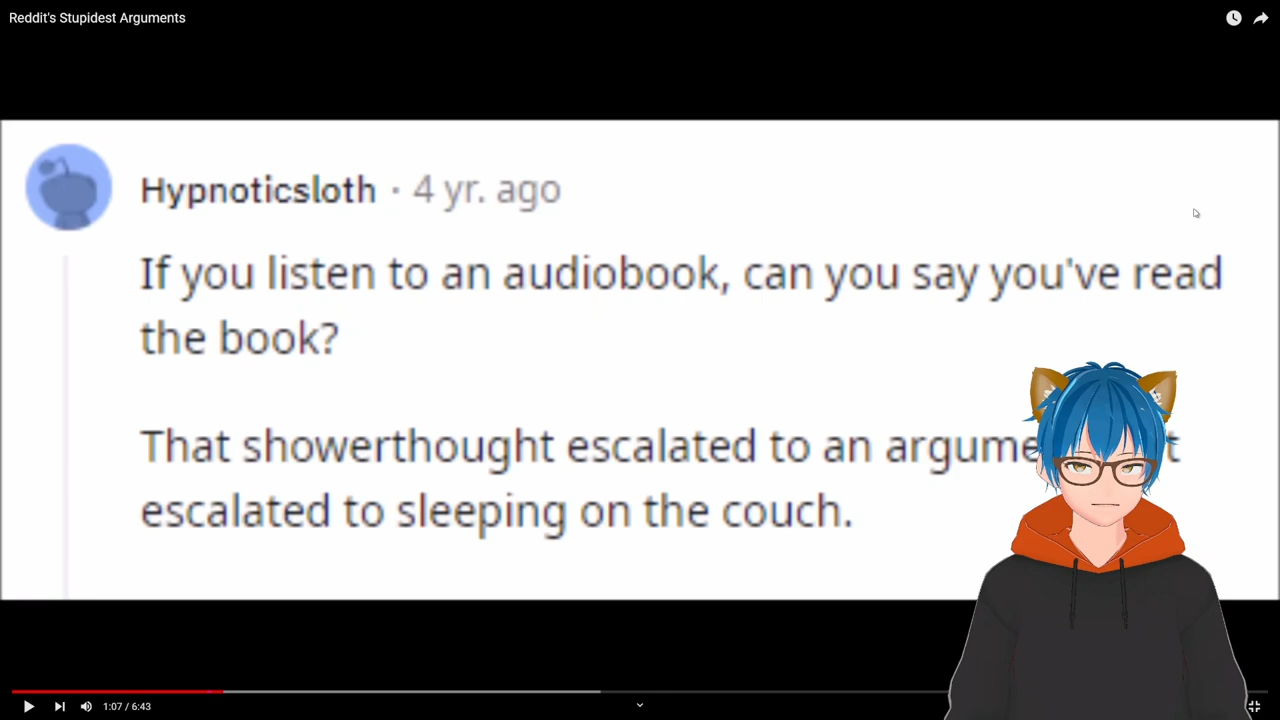 Reddit's Stupidest Arguments
Hypnoticsloth · 4 yr. ago
If you listen to an audiobook, can you say you've read
the book?
That showerthought escalated to an
escalated to sleeping on the couch.
1:07 / 6:43